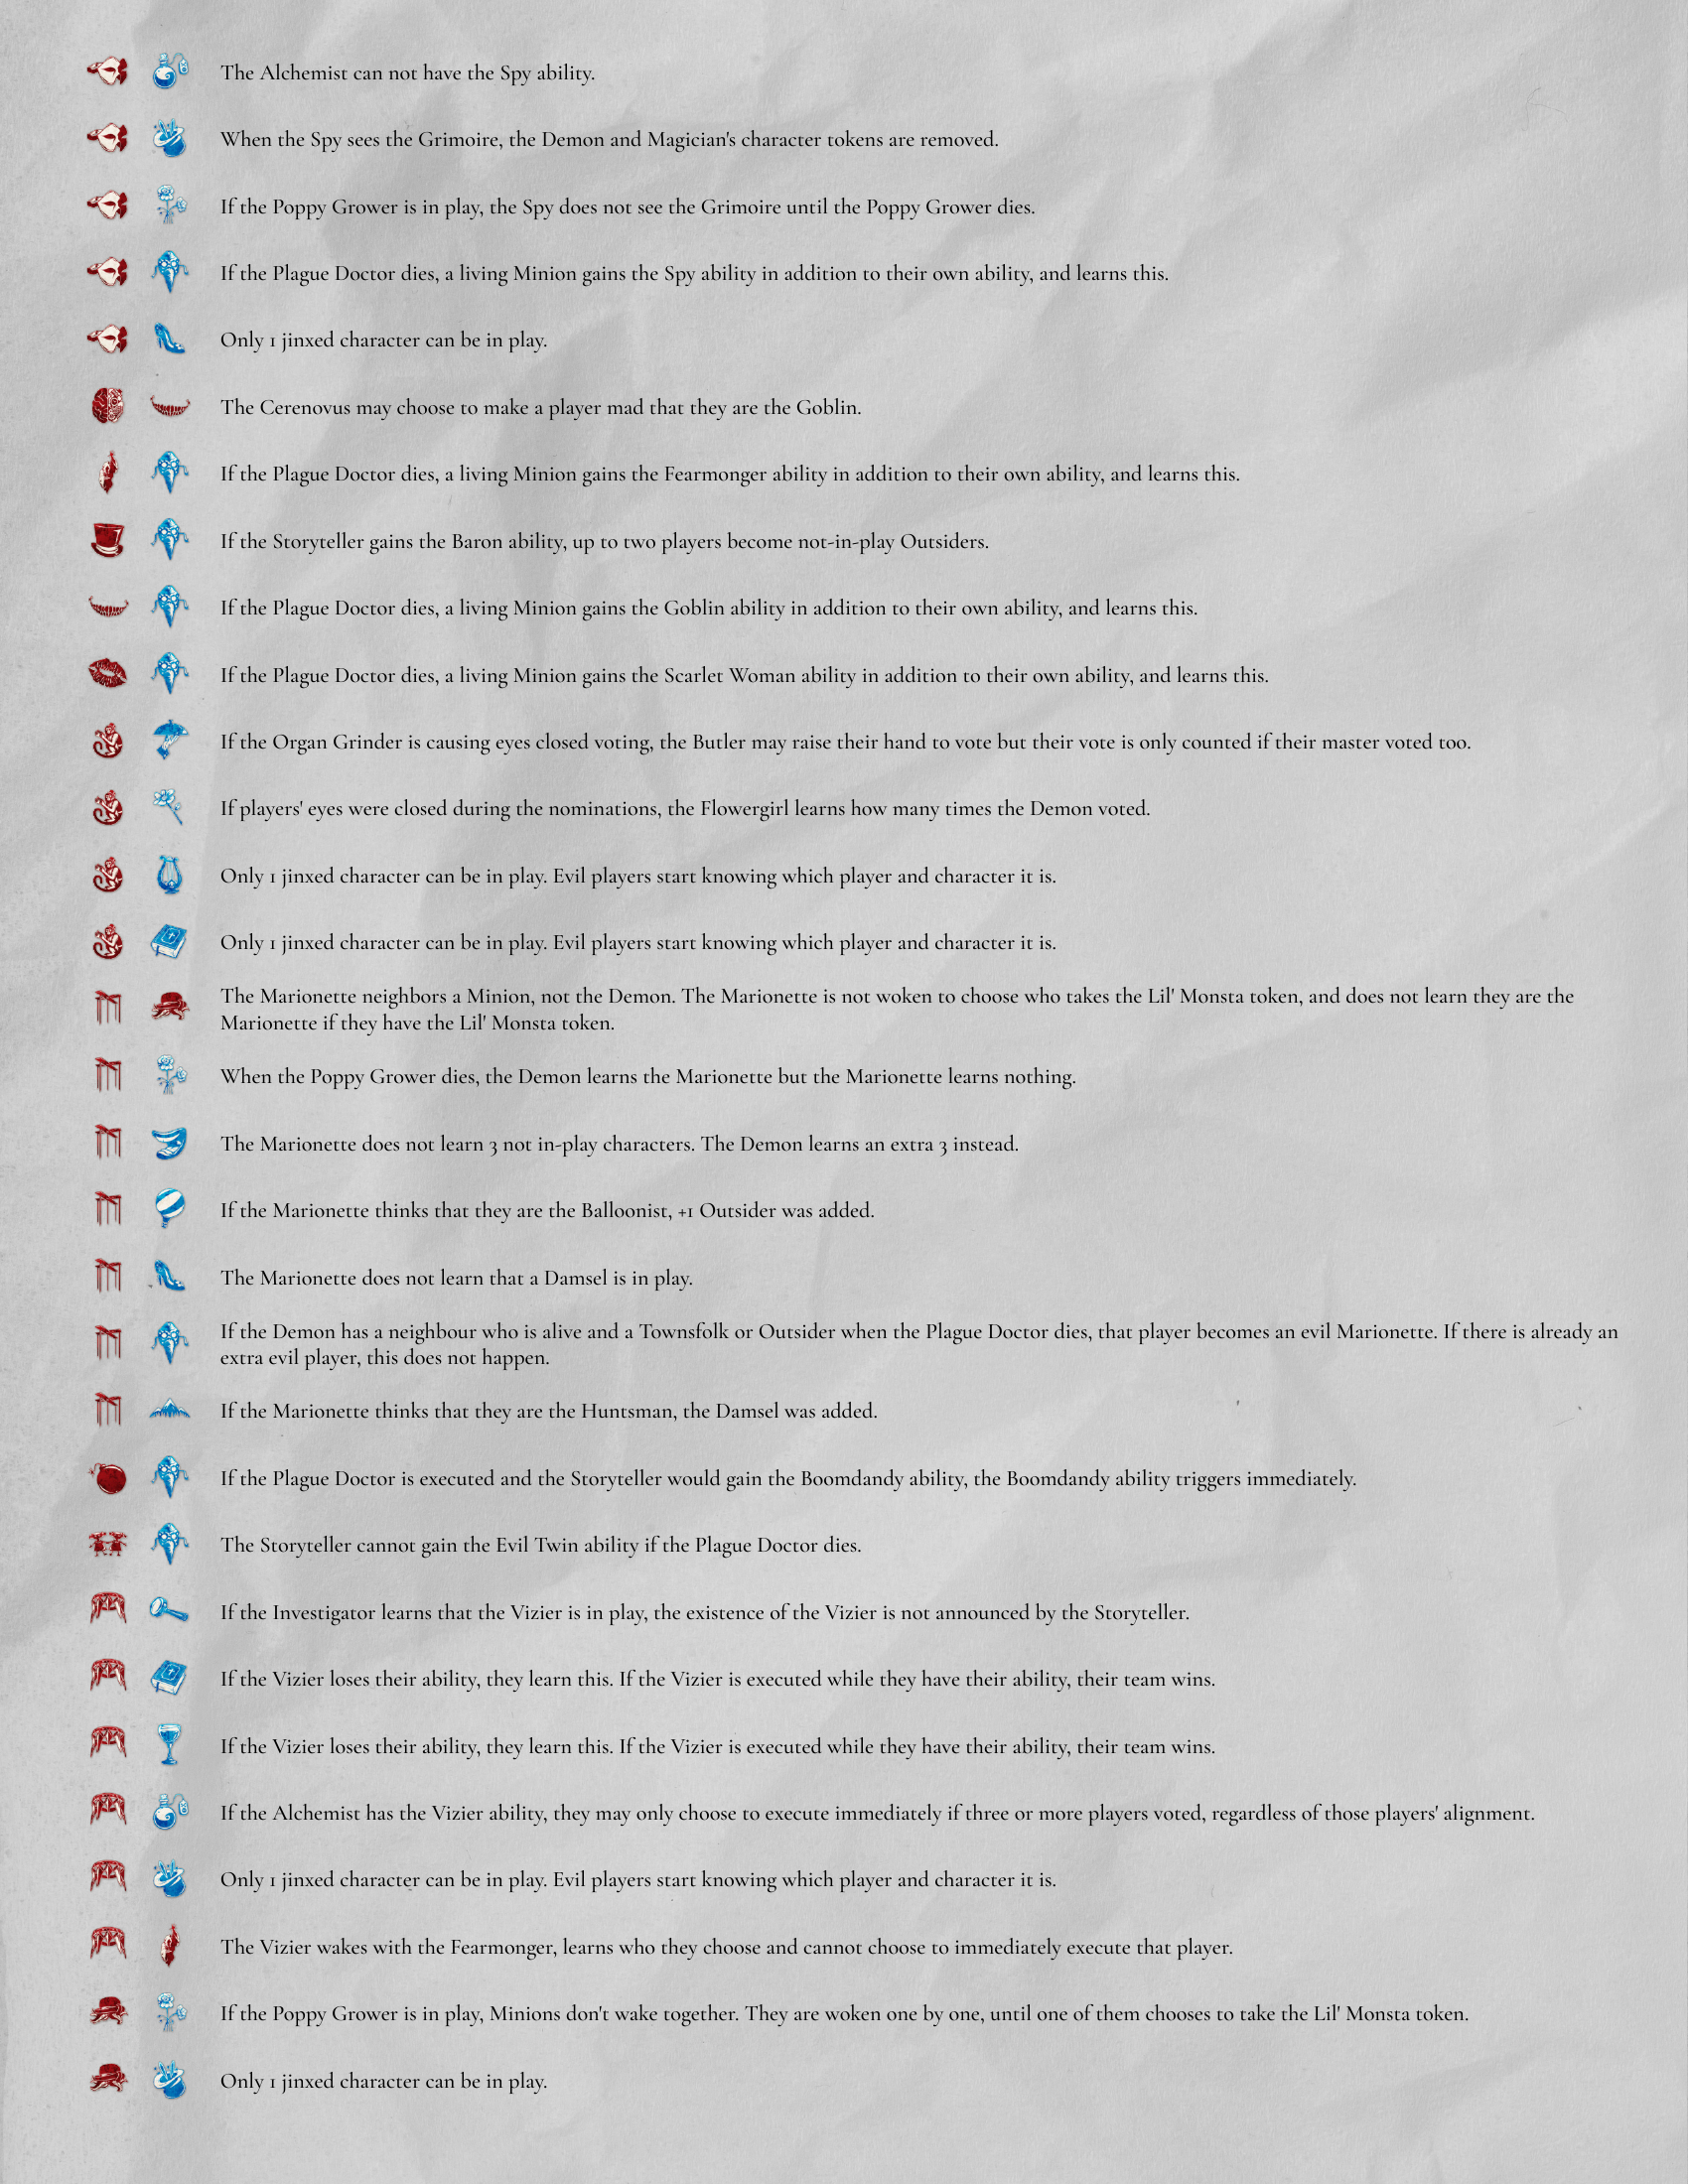 The Alchemist can not have the Spy ability.
When the Spy sees the Grimoire, the Demon and Magician's character tokens are removed.
If the Poppy Grower is in play, the Spy does not see the Grimoire until the Poppy Grower dies.
If the Plague Doctor dies, a living Minion gains the Spy ability in addition to their own ability, and learns this.
Only 1 jinxed character can be in play.
The Cerenovus may choose to make a player mad that they are the Goblin.
If the Plague Doctor dies, a living Minion gains the Fearmonger ability in addition to their own ability, and learns this.
If the Storyteller gains the Baron ability, up to two players become not-in-play Outsiders.
If the Plague Doctor dies, a living Minion gains the Goblin ability in addition to their own ability, and learns this.
If the Plague Doctor dies, a living Minion gains the Scarlet Woman ability in addition to their own ability, and learns this.
If the Organ Grinder is causing eyes closed voting, the Butler may raise their hand to vote but their vote is only counted if their master voted too.
If players' eyes were closed during the nominations, the Flowergirl learns how many times the Demon voted.
Only 1 jinxed character can be in play. Evil players start knowing which player and character it is.
Only 1 jinxed character can be in play. Evil players start knowing which player and character it is.
The Marionette neighbors a Minion, not the Demon. The Marionette is not woken to choose who takes the Lil' Monsta token, and does not learn they are the
Marionette if they have the Lil' Monsta token.
When the Poppy Grower dies, the Demon learns the Marionette but the Marionette learns nothing.
The Marionette does not learn 3 not in-play characters. The Demon learns an extra 3 instead.
If the Marionette thinks that they are the Balloonist, +1 Outsider was added.
The Marionette does not learn that a Damsel is in play.
If the Demon has a neighbour who is alive and a Townsfolk or Outsider when the Plague Doctor dies, that player becomes an evil Marionette. If there is already an
extra evil player, this does not happen.
If the Marionette thinks that they are the Huntsman, the Damsel was added.
If the Plague Doctor is executed and the Storyteller would gain the Boomdandy ability, the Boomdandy ability triggers immediately.
The Storyteller cannot gain the Evil Twin ability if the Plague Doctor dies.
If the Investigator learns that the Vizier is in play, the existence of the Vizier is not announced by the Storyteller.
If the Vizier loses their ability, they learn this. If the Vizier is executed while they have their ability, their team wins.
If the Vizier loses their ability, they learn this. If the Vizier is executed while they have their ability, their team wins.
If the Alchemist has the Vizier ability, they may only choose to execute immediately if three or more players voted, regardless of those players' alignment.
Only 1 jinxed character can be in play. Evil players start knowing which player and character it is.
The Vizier wakes with the Fearmonger, learns who they choose and cannot choose to immediately execute that player.
If the Poppy Grower is in play, Minions don't wake together. They are woken one by one, until one of them chooses to take the Lil' Monsta token.
Only 1 jinxed character can be in play.